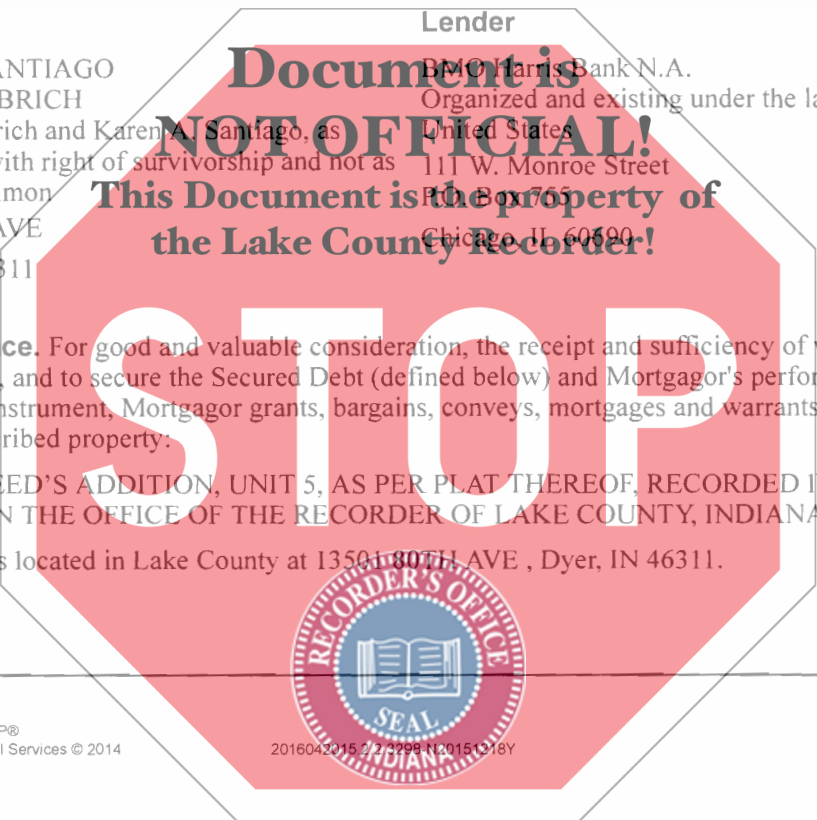 Lender
ANTIAGO
BMO Harris Bank N.A.
BRICH
Organized and existing under the la
rich and Karen A. Santiago, as
United States
with right of survivorship and not as
111 W. Monroe Street
mmon
P.O. Box 755
AVE
Chicago, IL 60690
311
Document is
NOT OFFICIAL!
This Document is the property of
the Lake County Recorder!
STOP
ce. For good and valuable consideration, the receipt and sufficiency of
, and to secure the Secured Debt (defined below) and Mortgagor's perfor
nstrument, Mortgagor grants, bargains, conveys, mortgages and warrants
ribed property:
EED'S ADDITION, UNIT 5, AS PER PLAT THEREOF, RECORDED I
N THE OFFICE OF THE RECORDER OF LAKE COUNTY, INDIANA
s located in Lake County at 13501 80TH AVE , Dyer, IN 46311.
RECORDER'S OFFICE
SEAL
INDIANA
P®
l Services © 2014
2016042015.2.2.3298-N20151218Y